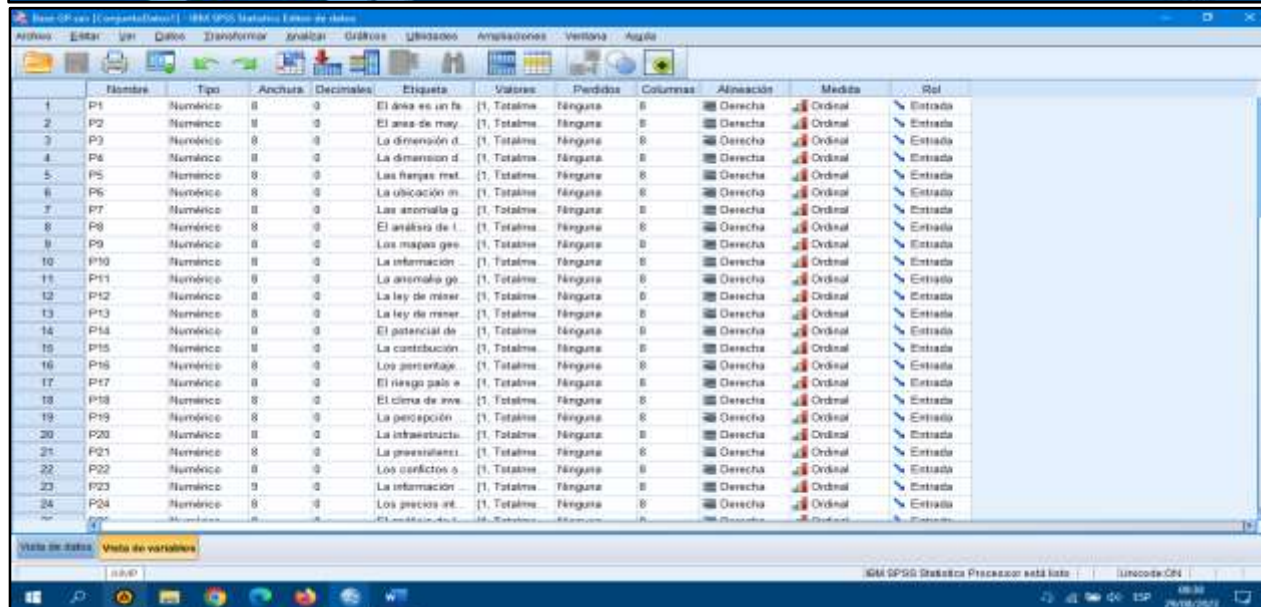 Base GP.sav [ConjuntoDatos1] - IBM SPSS Statistics Editor de datos
Archivo Editar Ver Datos Transformar Analizar Gráficos Utilidades Ampliaciones Ventana Ayuda
Nombre Tipo Anchura Decimales Etiqueta Valores Perdidos Columnas Alineación Medida Rol
1 P1 Numérico 8 0 El área es un fa... {1, Totalme... Ninguna 8 Derecha Ordinal Entrada
2 P2 Numérico 8 0 El area de may... {1, Totalme... Ninguna 8 Derecha Ordinal Entrada
3 P3 Numérico 8 0 La dimensión d... {1, Totalme... Ninguna 8 Derecha Ordinal Entrada
4 P4 Numérico 8 0 La dimension d... {1, Totalme... Ninguna 8 Derecha Ordinal Entrada
5 P5 Numérico 8 0 Las franjas met... {1, Totalme... Ninguna 8 Derecha Ordinal Entrada
6 P6 Numérico 8 0 La ubicación m... {1, Totalme... Ninguna 8 Derecha Ordinal Entrada
7 P7 Numérico 8 0 Las anomalia g... {1, Totalme... Ninguna 8 Derecha Ordinal Entrada
8 P8 Numérico 8 0 El análisis de l... {1, Totalme... Ninguna 8 Derecha Ordinal Entrada
9 P9 Numérico 8 0 Los mapas geo... {1, Totalme... Ninguna 8 Derecha Ordinal Entrada
10 P10 Numérico 8 0 La información ... {1, Totalme... Ninguna 8 Derecha Ordinal Entrada
11 P11 Numérico 8 0 La anomalia ge... {1, Totalme... Ninguna 8 Derecha Ordinal Entrada
12 P12 Numérico 8 0 La ley de miner... {1, Totalme... Ninguna 8 Derecha Ordinal Entrada
13 P13 Numérico 8 0 La ley de miner... {1, Totalme... Ninguna 8 Derecha Ordinal Entrada
14 P14 Numérico 8 0 El potencial de ... {1, Totalme... Ninguna 8 Derecha Ordinal Entrada
15 P15 Numérico 8 0 La contribución... {1, Totalme... Ninguna 8 Derecha Ordinal Entrada
16 P16 Numérico 8 0 Los porcentaje... {1, Totalme... Ninguna 8 Derecha Ordinal Entrada
17 P17 Numérico 8 0 El riesgo país e... {1, Totalme... Ninguna 8 Derecha Ordinal Entrada
18 P18 Numérico 8 0 El clima de inve... {1, Totalme... Ninguna 8 Derecha Ordinal Entrada
19 P19 Numérico 8 0 La percepción ... {1, Totalme... Ninguna 8 Derecha Ordinal Entrada
20 P20 Numérico 8 0 La infraestructu... {1, Totalme... Ninguna 8 Derecha Ordinal Entrada
21 P21 Numérico 8 0 La preexistenci... {1, Totalme... Ninguna 8 Derecha Ordinal Entrada
22 P22 Numérico 8 0 Los conflictos s... {1, Totalme... Ninguna 8 Derecha Ordinal Entrada
23 P23 Numérico 9 0 La información ... {1, Totalme... Ninguna 8 Derecha Ordinal Entrada
24 P24 Numérico 8 0 Los precios int... {1, Totalme... Ninguna 8 Derecha Ordinal Entrada
Vista de datos Vista de variables
IBM SPSS Statistics Processor está listo Unicode:ON
ESP 08:30
29/08/2022